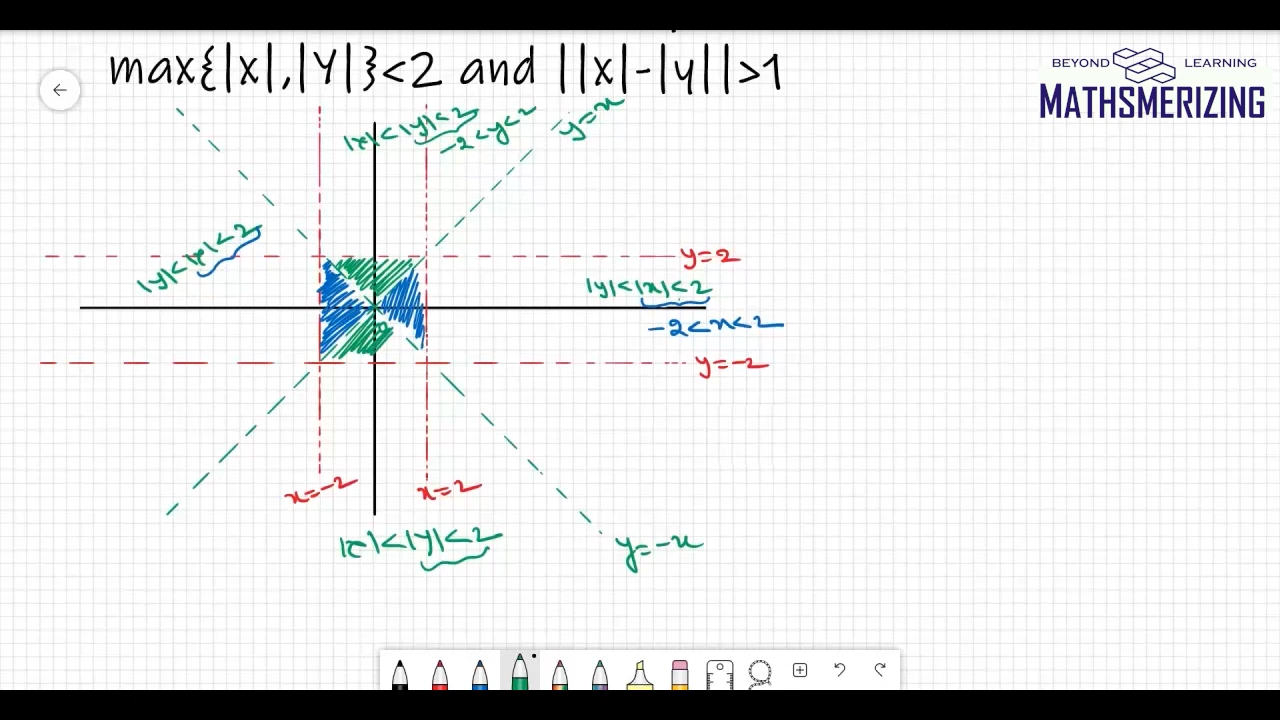 max{|x|,|Y|}<2 and ||x|-|y||>1
BEYOND LEARNING
MATHSMERIZING
|x|<|y|<2
-2<y<2
y=x
|y|<|x|<2
y=2
|y|<|x|<2
-2<x<2
y=-2
x=-2
x=2
|x|<|y|<2
y=-x